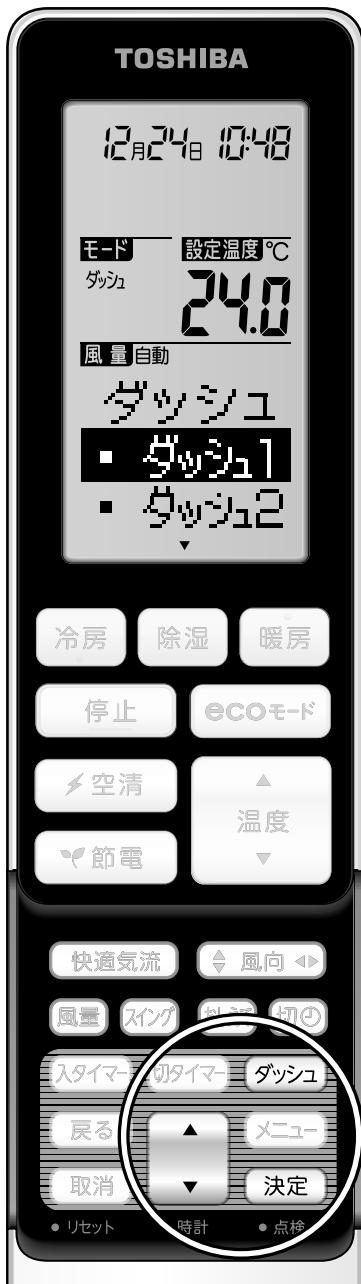 TOSHIBA
12月24日 10:48
モード 設定温度 ℃
ダッシュ 24.0
風量 自動
ダッシュ
▪ ダッシュ1
▪ ダッシュ2
▼
冷房 除湿 暖房
停止 ecoモード
空清 ▲
温度
節電 ▼
快適気流 風向
風量 スイング 切
入タイマー 切タイマー ダッシュ
戻る ▲ メニュー
取消 ▼ 決定
• リセット 時計 • 点検